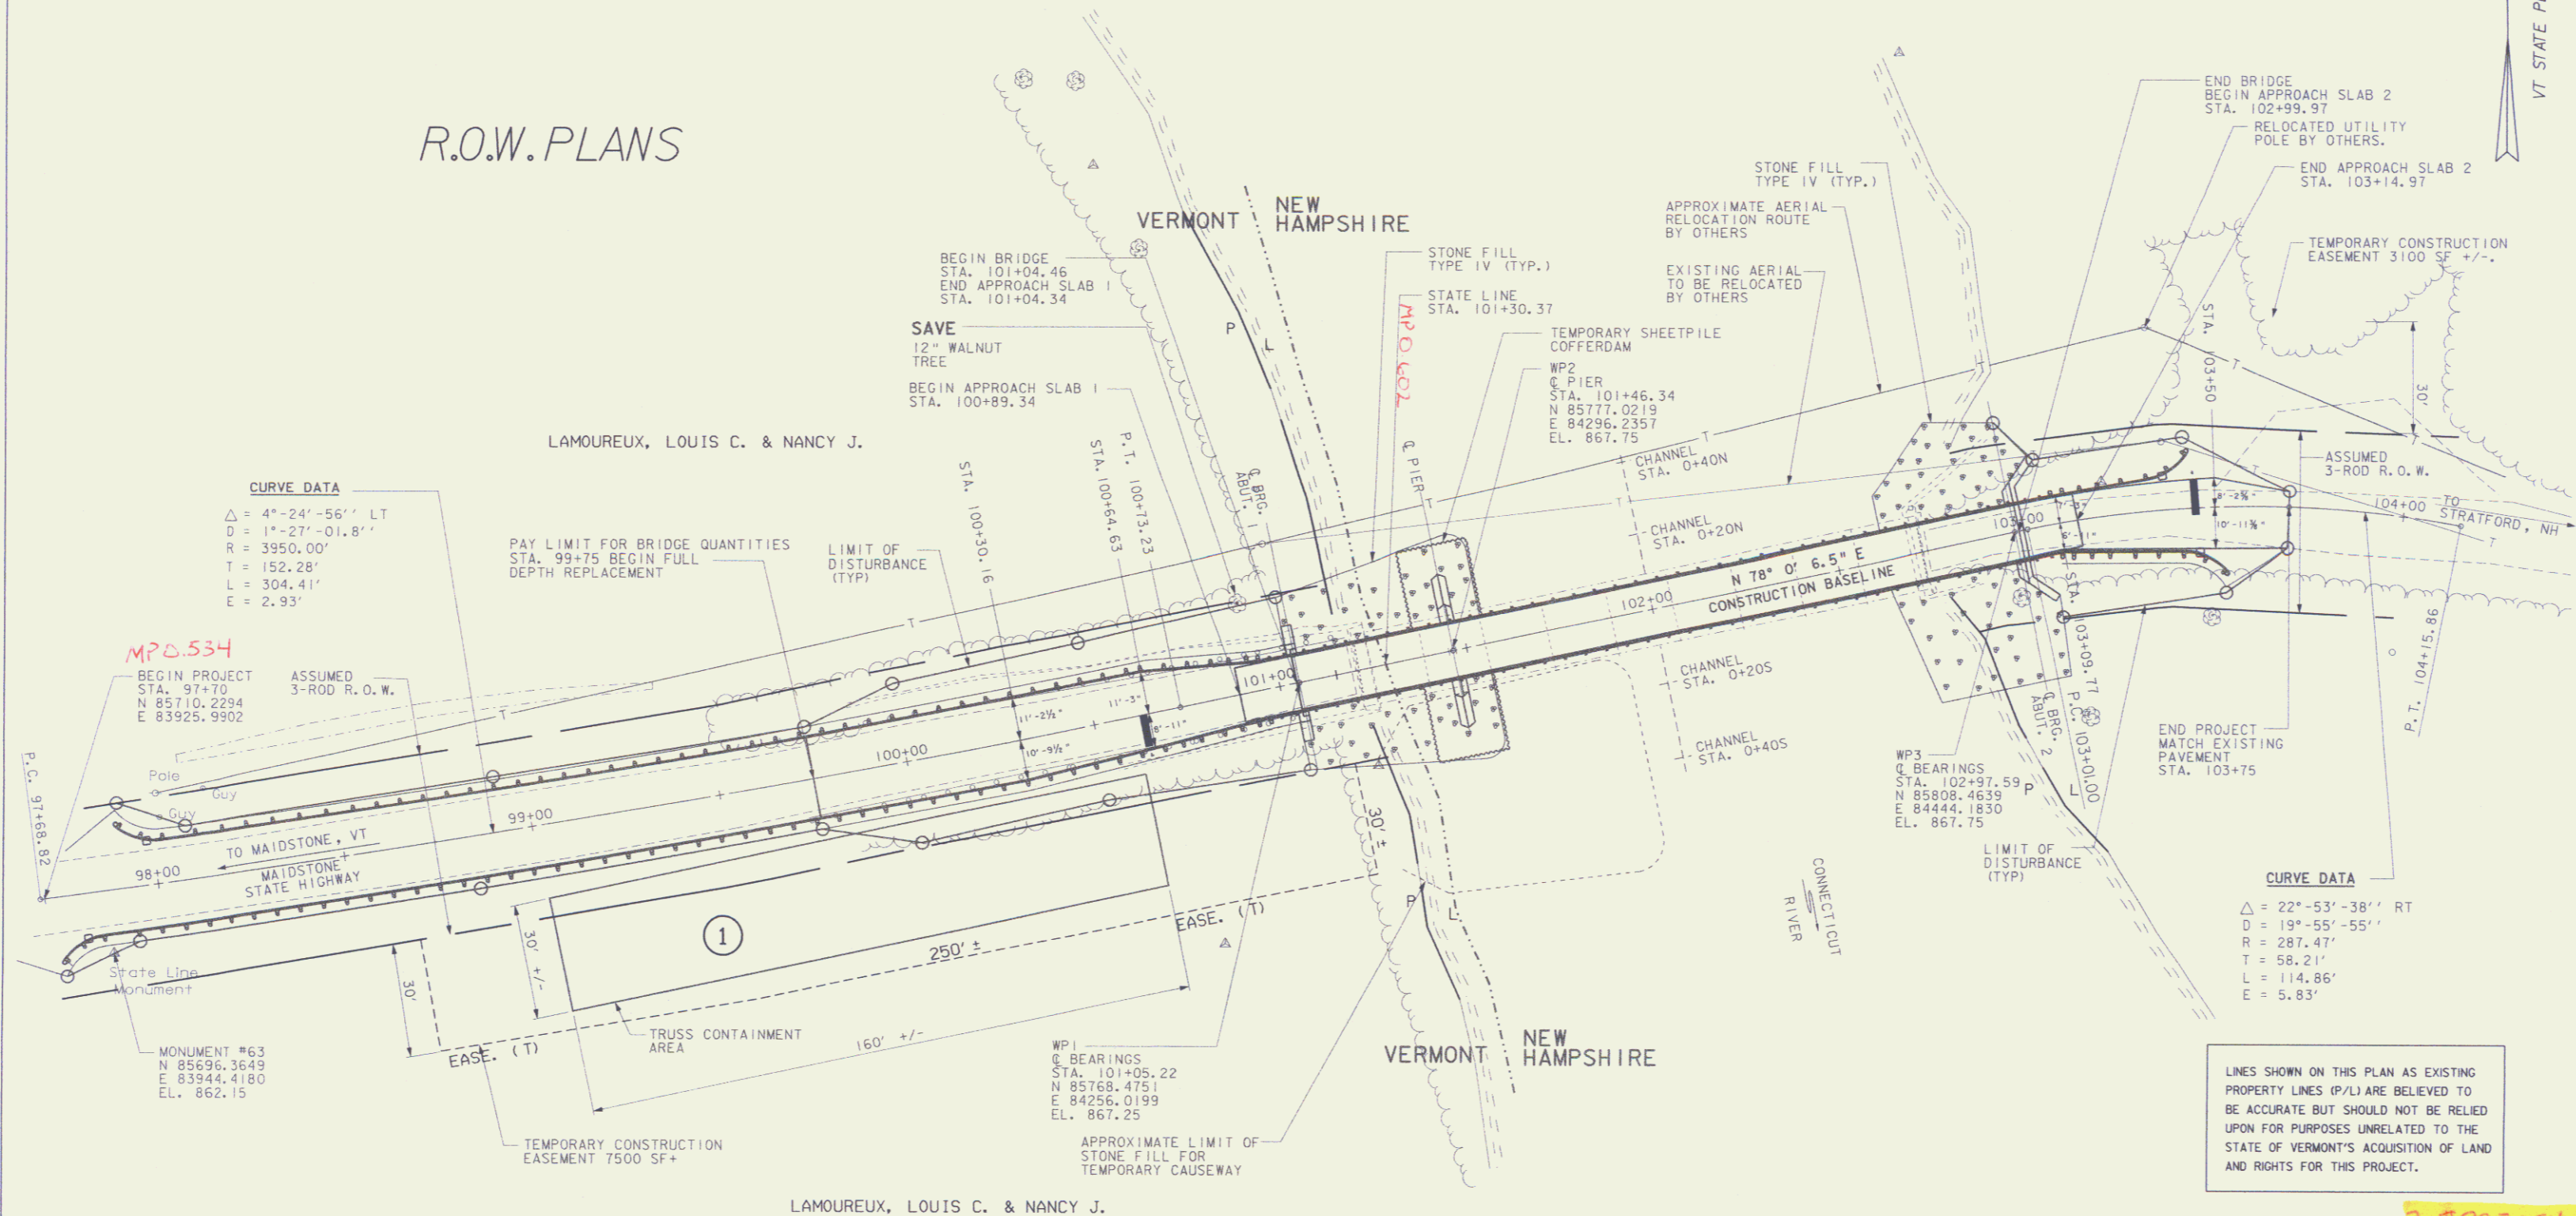 R.O.W. PLANS
VERMONT
NEW
HAMPSHIRE
BEGIN BRIDGE
STA. 101+04.46
END APPROACH SLAB 1
STA. 101+04.34
SAVE
12" WALNUT
TREE
BEGIN APPROACH SLAB 1
STA. 100+89.34
STONE FILL
TYPE IV (TYP.)
STATE LINE
STA. 101+30.37
MP 0.602
TEMPORARY SHEETPILE
COFFERDAM
WP2
℄ PIER
STA. 101+46.34
N 85777.0219
E 84296.2357
EL. 867.75
STONE FILL
TYPE IV (TYP.)
APPROXIMATE AERIAL
RELOCATION ROUTE
BY OTHERS
EXISTING AERIAL
TO BE RELOCATED
BY OTHERS
END BRIDGE
BEGIN APPROACH SLAB 2
STA. 102+99.97
RELOCATED UTILITY
POLE BY OTHERS.
END APPROACH SLAB 2
STA. 103+14.97
TEMPORARY CONSTRUCTION
EASEMENT 3100 SF +/-.
STA. 103+50
30'
ASSUMED
3-ROD R.O.W.
LAMOUREUX, LOUIS C. & NANCY J.
CURVE DATA
△ = 4°-24'-56'' LT
D = 1°-27'-01.8''
R = 3950.00'
T = 152.28'
L = 304.41'
E = 2.93'
PAY LIMIT FOR BRIDGE QUANTITIES
STA. 99+75 BEGIN FULL
DEPTH REPLACEMENT
LIMIT OF
DISTURBANCE
(TYP)
STA. 100+30.16
STA. 100+64.63
P.T. 100+73.23
℄ BRG.
ABUT. 1
℄ PIER
CHANNEL
STA. 0+40N
CHANNEL
STA. 0+20N
MP 0.534
BEGIN PROJECT
STA. 97+70
N 85710.2294
E 83925.9902
ASSUMED
3-ROD R.O.W.
P.C. 97+68.82
Pole
Guy
Guy
98+00
99+00
100+00
101+00
102+00
103+00
104+00
TO MAIDSTONE, VT
MAIDSTONE
STATE HIGHWAY
11'-2½"
10'-9½"
11'-3"
8'-11"
N 78° 0' 6.5" E
CONSTRUCTION BASELINE
TO
STRATFORD, NH
CHANNEL
STA. 0+20S
CHANNEL
STA. 0+40S
STA. 103+09.77
P.C. 103+01.00
℄ BRG.
ABUT. 2
P.T. 104+15.86
END PROJECT
MATCH EXISTING
PAVEMENT
STA. 103+75
WP3
℄ BEARINGS
STA. 102+97.59
N 85808.4639
E 84444.1830
EL. 867.75
LIMIT OF
DISTURBANCE
(TYP)
P
L
CONNECTICUT
RIVER
CURVE DATA
△ = 22°-53'-38'' RT
D = 19°-55'-55''
R = 287.47'
T = 58.21'
L = 114.86'
E = 5.83'
State Line
Monument
30'
30' +/-
1
250' ±
EASE. (T)
EASE. (T)
30'±
P
L
MONUMENT #63
N 85696.3649
E 83944.4180
EL. 862.15
TRUSS CONTAINMENT
AREA
160' +/-
TEMPORARY CONSTRUCTION
EASEMENT 7500 SF+
WP1
℄ BEARINGS
STA. 101+05.22
N 85768.4751
E 84256.0199
EL. 867.25
APPROXIMATE LIMIT OF
STONE FILL FOR
TEMPORARY CAUSEWAY
VERMONT
NEW
HAMPSHIRE
LINES SHOWN ON THIS PLAN AS EXISTING
PROPERTY LINES (P/L) ARE BELIEVED TO
BE ACCURATE BUT SHOULD NOT BE RELIED
UPON FOR PURPOSES UNRELATED TO THE
STATE OF VERMONT'S ACQUISITION OF LAND
AND RIGHTS FOR THIS PROJECT.
LAMOUREUX, LOUIS C. & NANCY J.